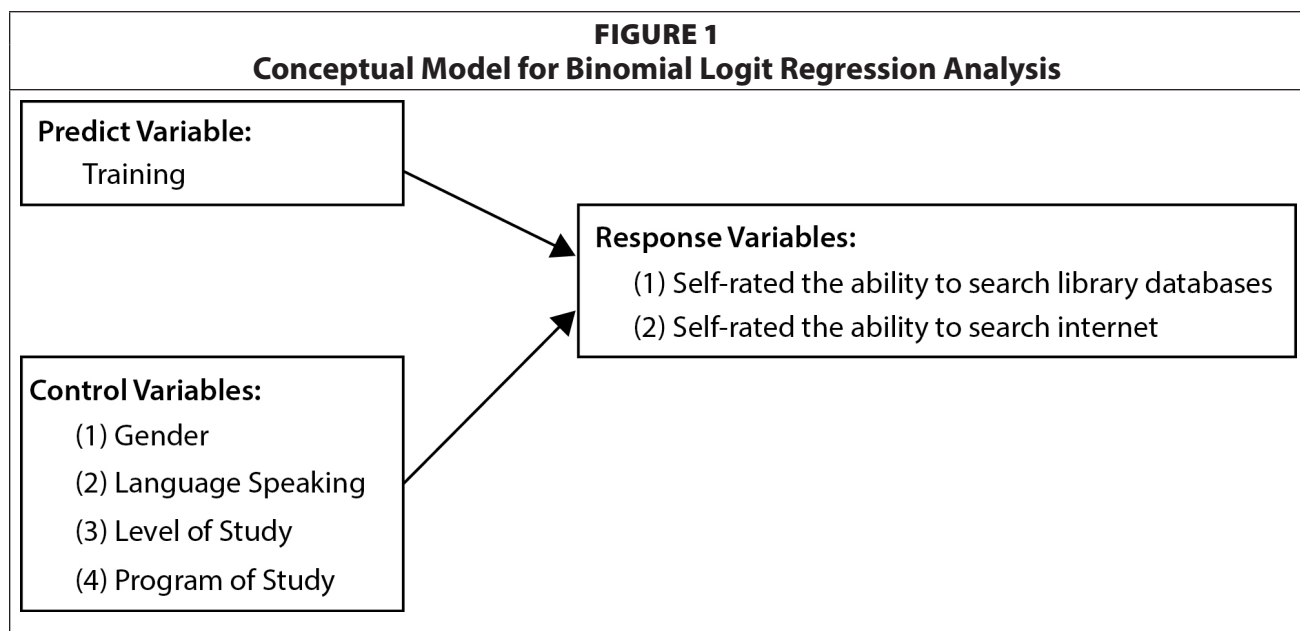 FIGURE 1
Conceptual Model for Binomial Logit Regression Analysis
Predict Variable:
Training
Response Variables:
(1) Self-rated the ability to search library databases
(2) Self-rated the ability to search internet
Control Variables:
(1) Gender
(2) Language Speaking
(3) Level of Study
(4) Program of Study